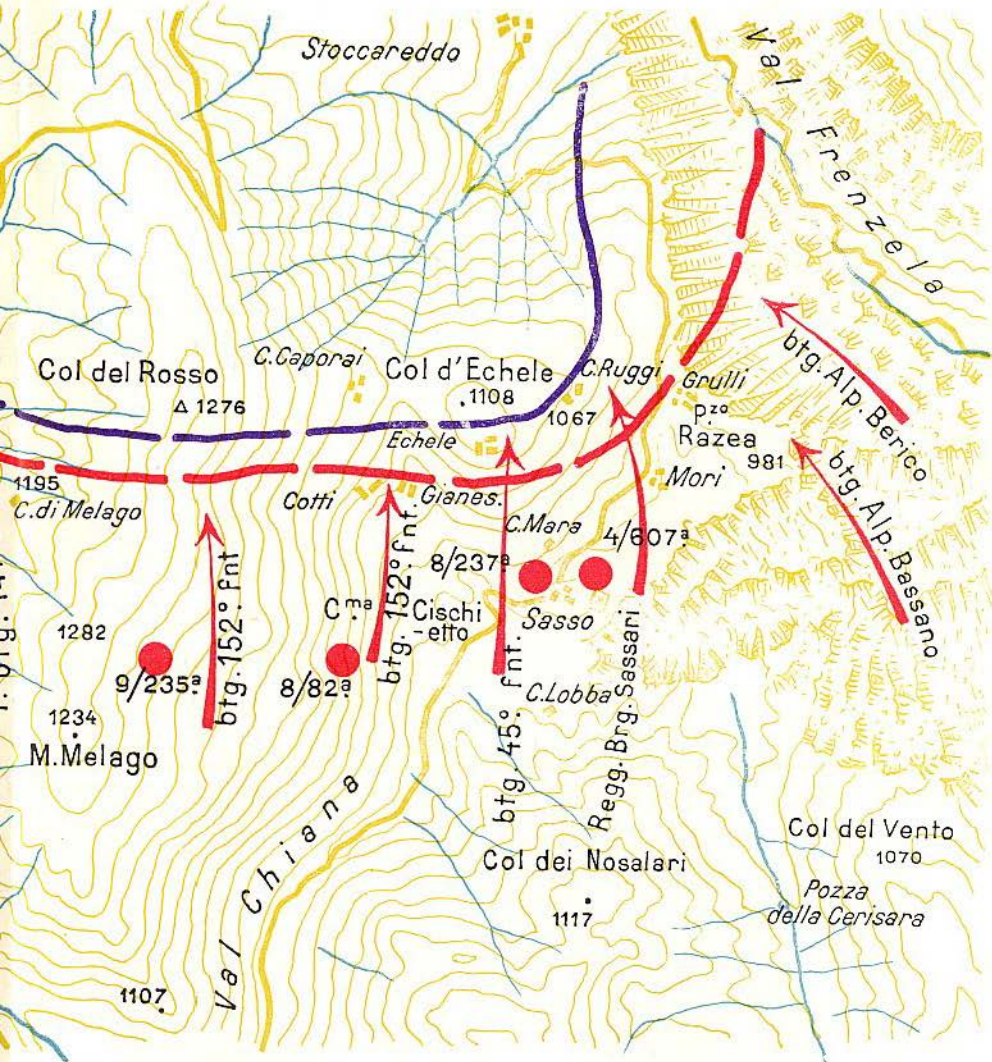 Stoccareddo
Val Frenzela
Col del Rosso
1276
C.Caporai
Col d'Echele
1108
C.Ruggi
Grulli
1067
Echele
P.zo
Razea
981
Mori
btg. Alp. Berico
btg. Alp. Bassano
1195
C.di Melago
Cotti
Gianes.
C.Mara
8/237ª
4/607ª
Sasso
1282
C.ma
Cischi
-etto
9/235ª
8/82ª
btg. 152° fnt
btg. 152° fnt.
btg. 45° fnt.
Regg. Brg. Sassari
C.Lobba
1234
M.Melago
Val Chiana
Col dei Nosalari
1117
Col del Vento
1070
Pozza
della Cerisara
1107